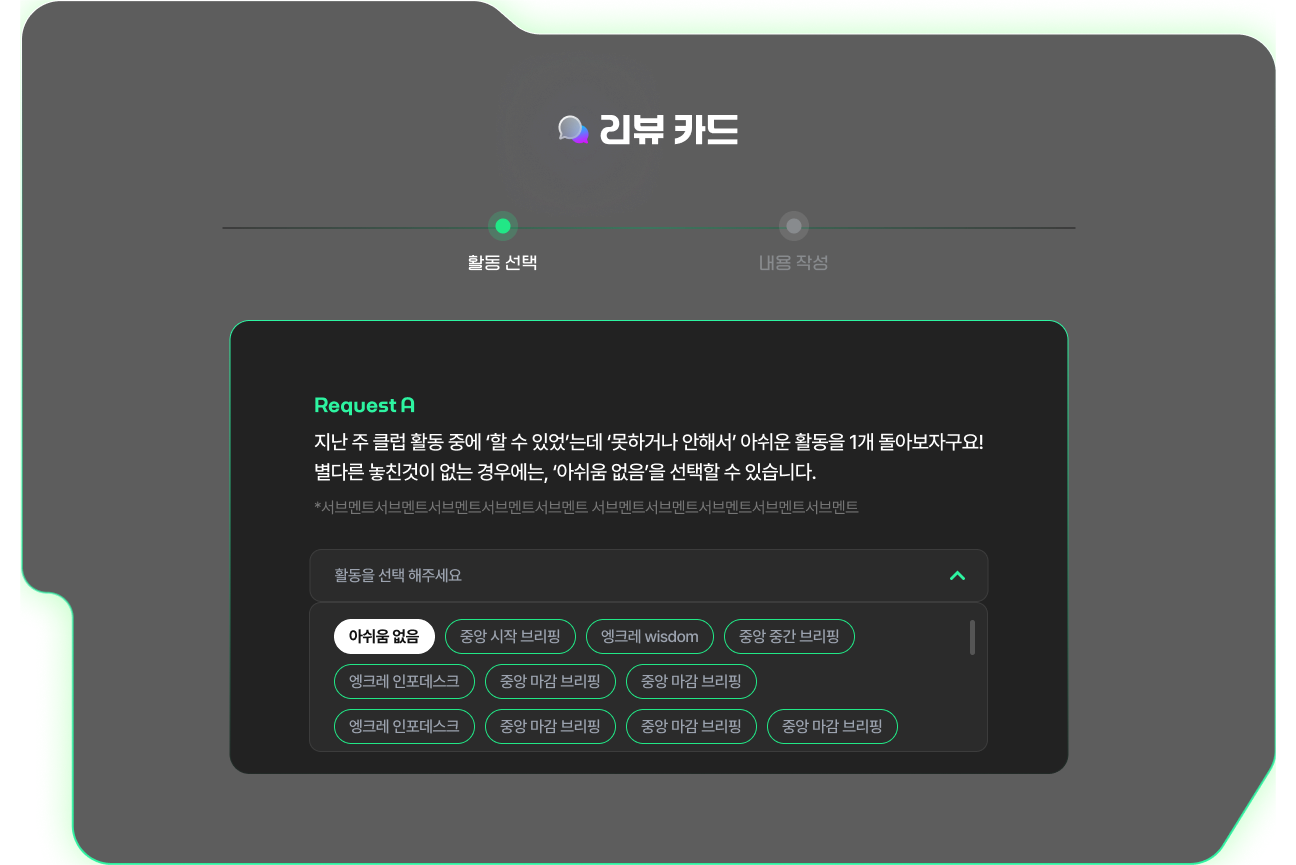 리뷰 카드
활동 선택
내용 작성
Request A
지난 주 클럽 활동 중에 ‘할 수 있었’는데 ‘못하거나 안해서’ 아쉬운 활동을 1개 돌아보자구요!
별다른 놓친것이 없는 경우에는, ‘아쉬움 없음’을 선택할 수 있습니다.
*서브멘트서브멘트서브멘트서브멘트서브멘트 서브멘트서브멘트서브멘트서브멘트서브멘트
활동을 선택 해주세요
아쉬움 없음 중앙 시작 브리핑 엥크레 wisdom 중앙 중간 브리핑
엥크레 인포데스크 중앙 마감 브리핑 중앙 마감 브리핑
엥크레 인포데스크 중앙 마감 브리핑 중앙 마감 브리핑 중앙 마감 브리핑